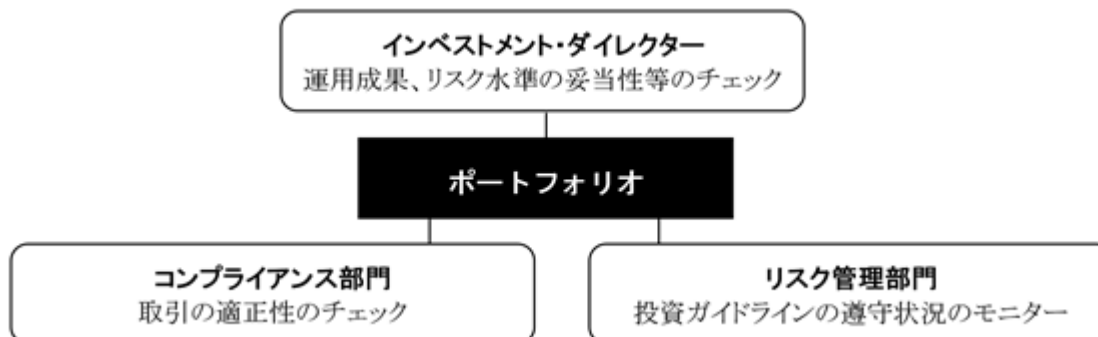 インベストメント・ダイレクター
運用成果、リスク水準の妥当性等のチェック
ポートフォリオ
コンプライアンス部門
取引の適正性のチェック
リスク管理部門
投資ガイドラインの遵守状況のモニター